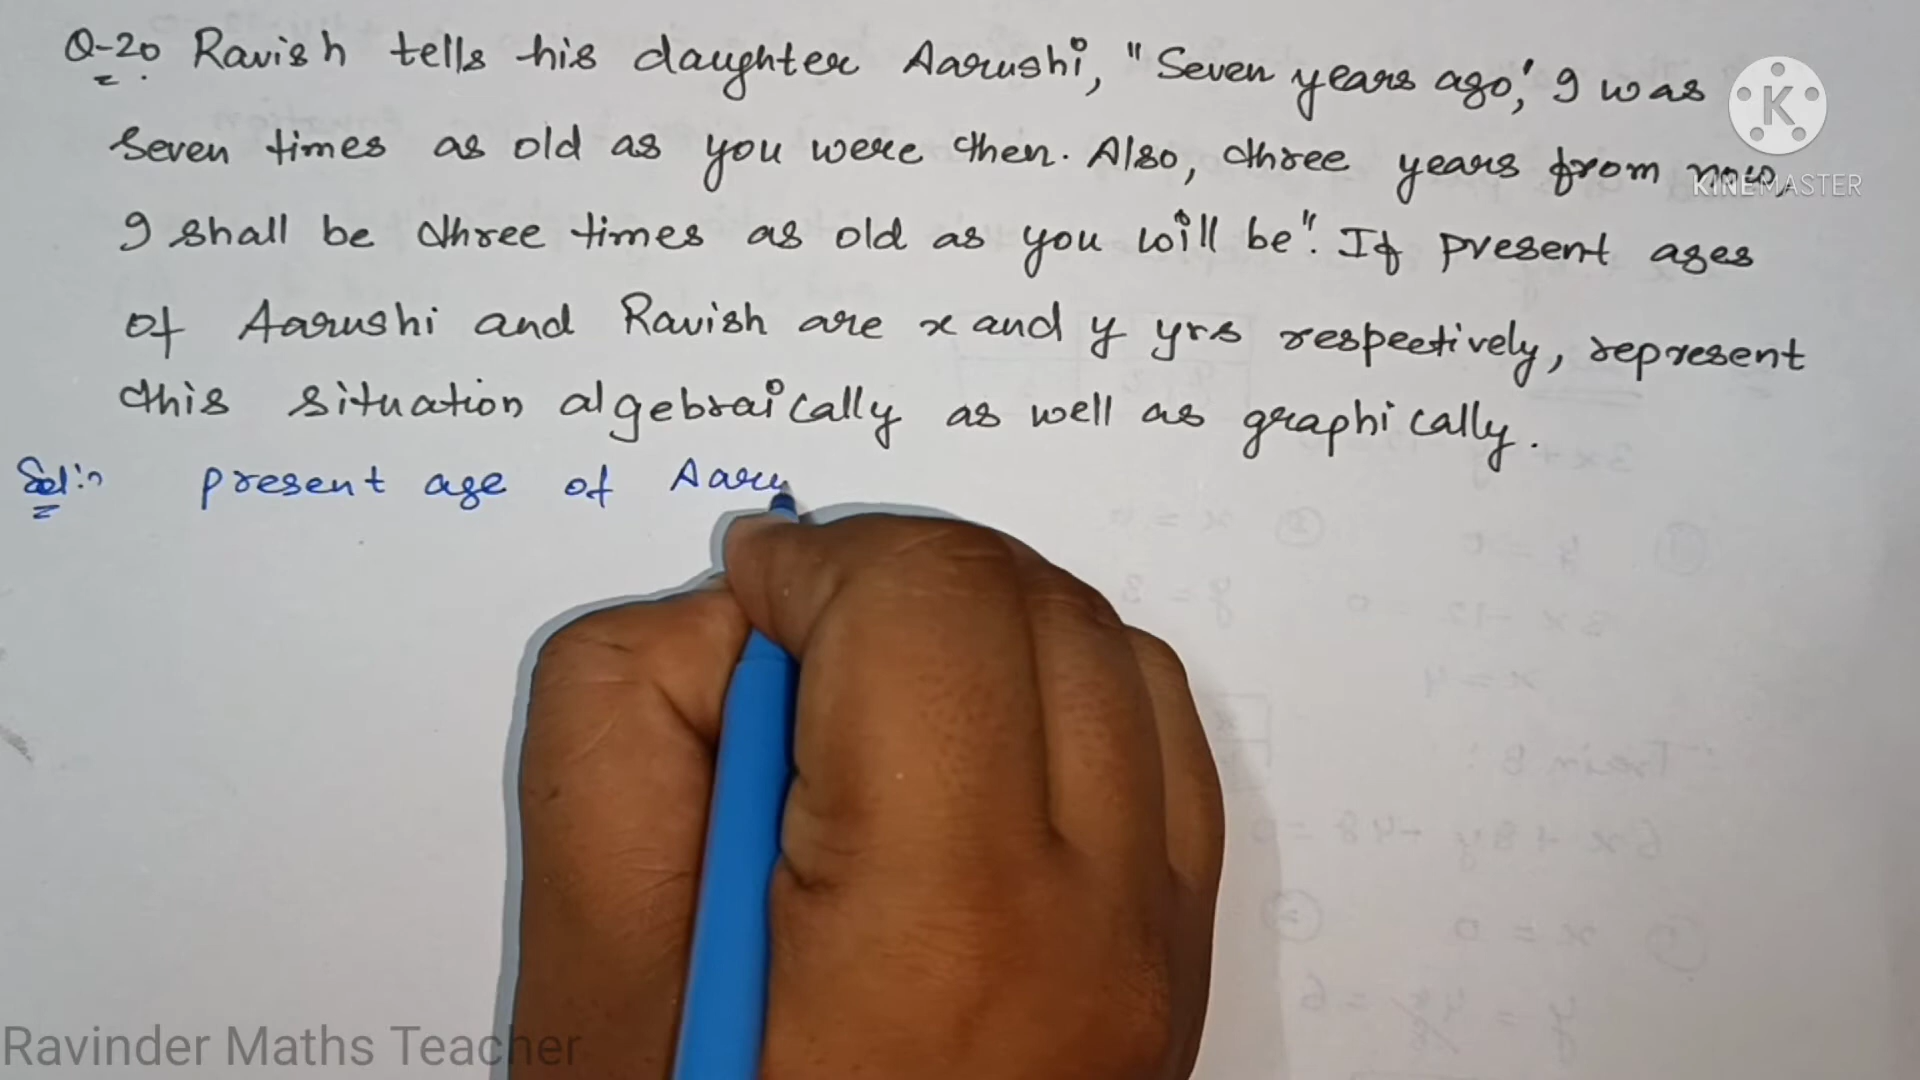 Q-20 Ravish tells his daughter Aarushi, "Seven years ago,' I was
seven times as old as you were then. Also, three years from now,
I shall be three times as old as you will be". If present ages
of Aarushi and Ravish are x and y yrs respectively, represent
this situation algebraically as well as graphically.
Sol:n present age of Aaru
K
KINEMASTER
Ravinder Maths Teacher